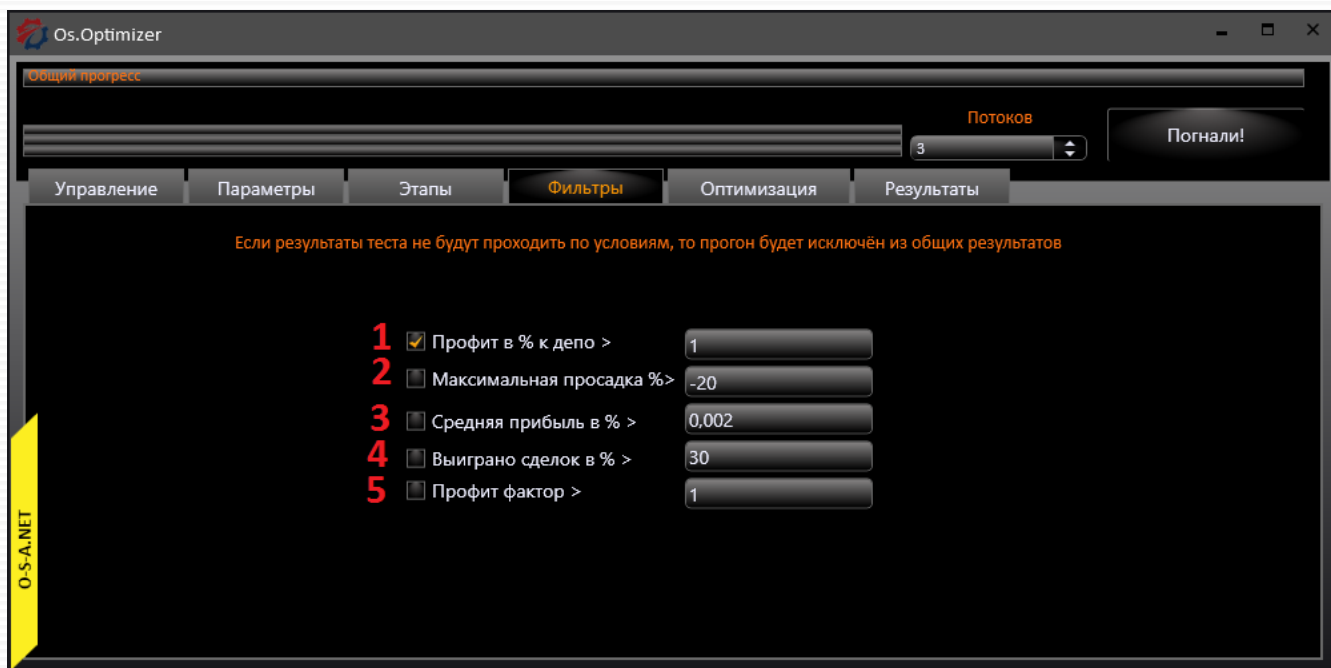 Os.Optimizer
Общий прогресс
Потоков
3
Погнали!
Управление Параметры Этапы Фильтры Оптимизация Результаты
Если результаты теста не будут проходить по условиям, то прогон будет исключён из общих результатов
1 Профит в % к депо > 1
2 Максимальная просадка %> -20
3 Средняя прибыль в % > 0,002
4 Выиграно сделок в % > 30
5 Профит фактор > 1
O-S-A.NET